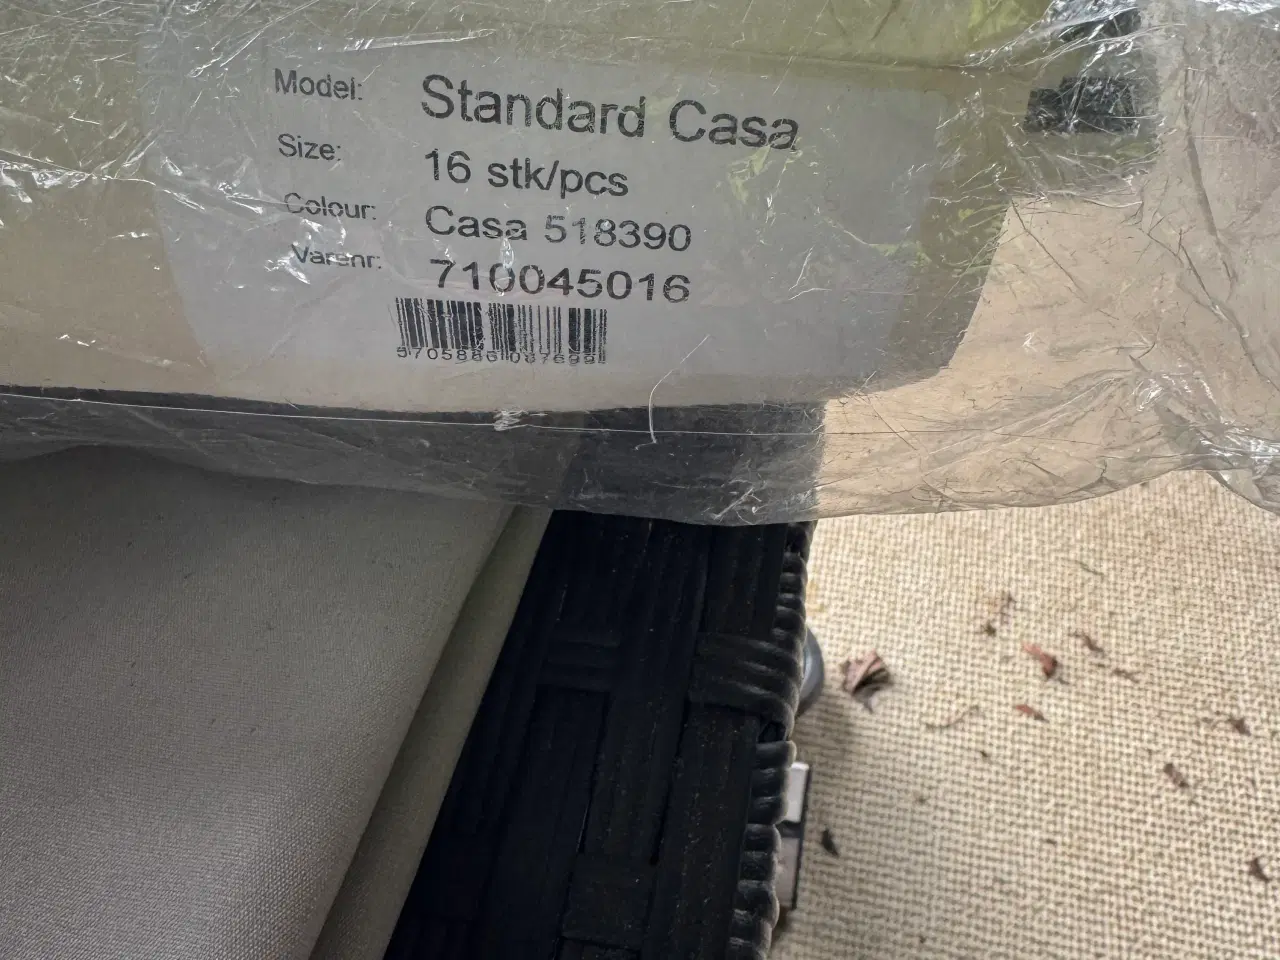 Model: Standard Casa
Size: 16 stk/pcs
Colour: Casa 518390
Varenr: 710045016